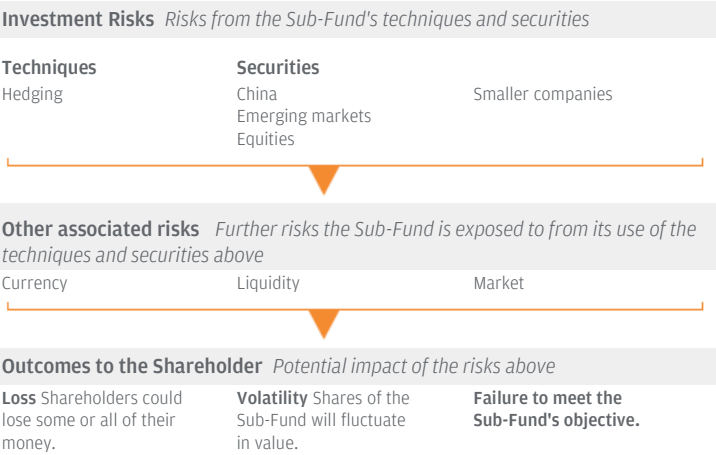 Investment Risks Risks from the Sub-Fund's techniques and securities
Techniques
Hedging
Securities
China
Emerging markets
Equities
Smaller companies
Other associated risks Further risks the Sub-Fund is exposed to from its use of the
techniques and securities above
Currency
Liquidity
Market
Outcomes to the Shareholder Potential impact of the risks above
Loss Shareholders could
lose some or all of their
money.
Volatility Shares of the
Sub-Fund will fluctuate
in value.
Failure to meet the
Sub-Fund's objective.